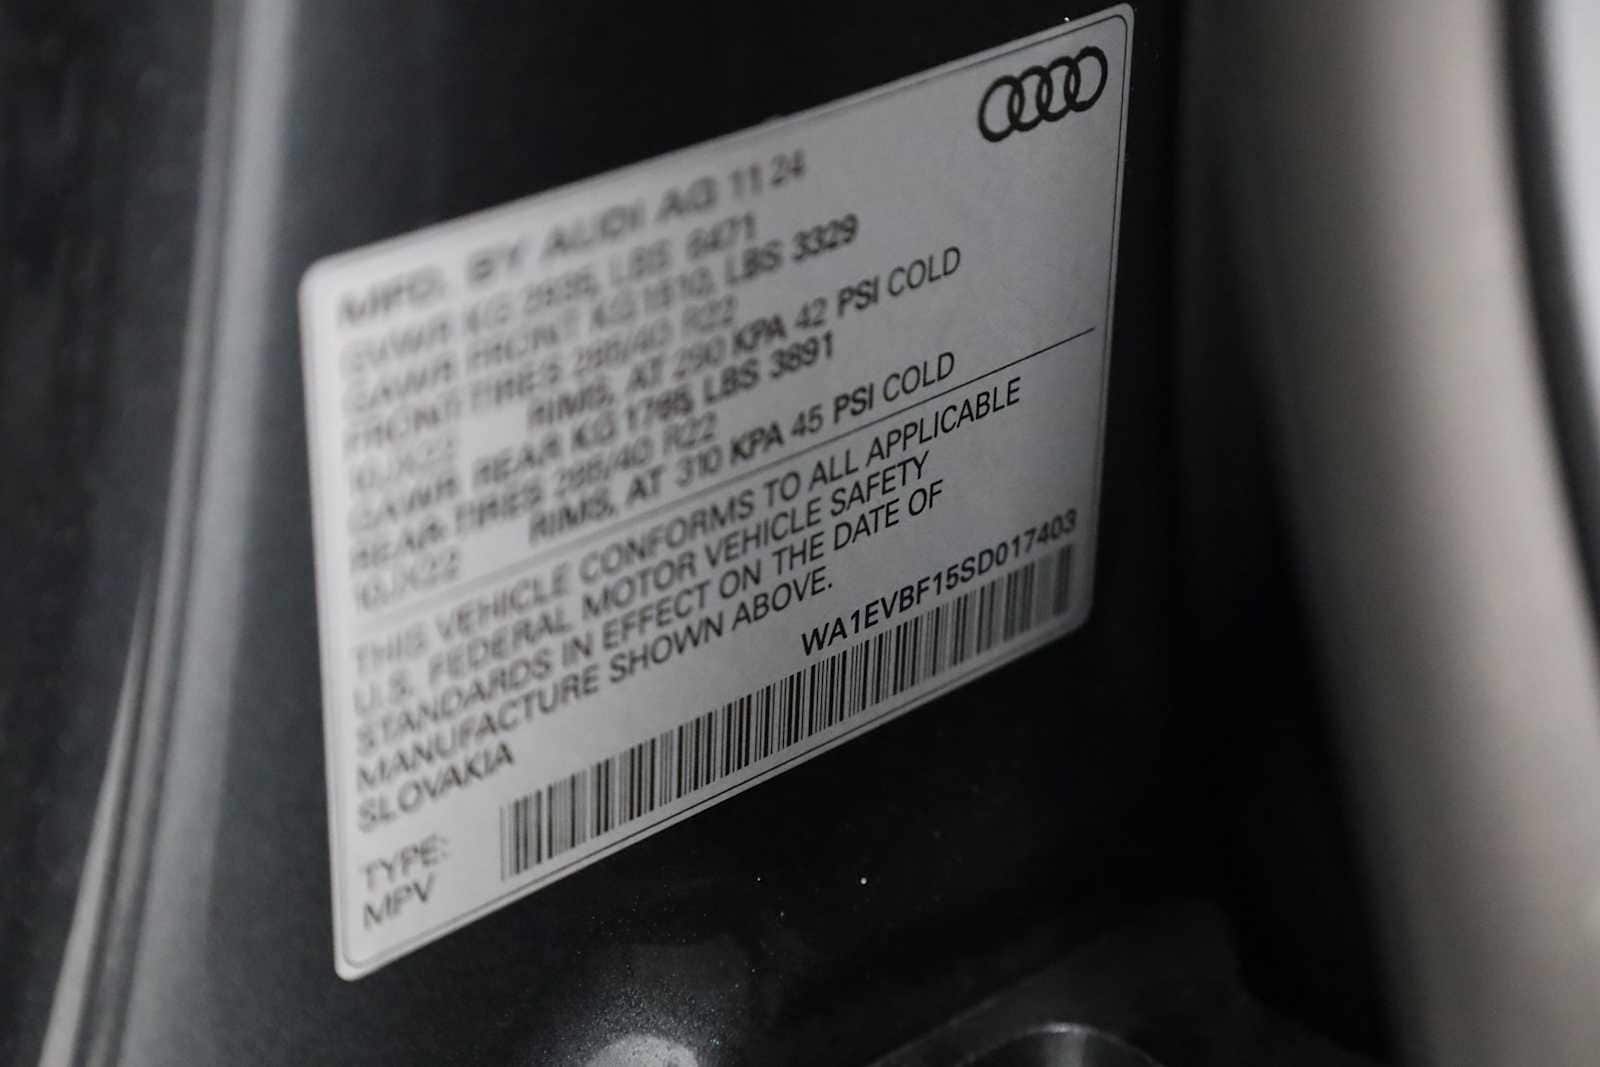 MFD. BY AUDI AG 11 24
GVWR KG 2935, LBS 6471
GAWR FRONT KG 1510, LBS 3329
FRONT TIRES 285/40 R22
10JX22 RIMS, AT 290 KPA 42 PSI COLD
GAWR REAR KG 1765, LBS 3891
REAR TIRES 285/40 R22
10JX22 RIMS, AT 310 KPA 45 PSI COLD
THIS VEHICLE CONFORMS TO ALL APPLICABLE
U.S. FEDERAL MOTOR VEHICLE SAFETY
STANDARDS IN EFFECT ON THE DATE OF
MANUFACTURE SHOWN ABOVE.
SLOVAKIA
WA1EVBF15SD017403
TYPE:
MPV